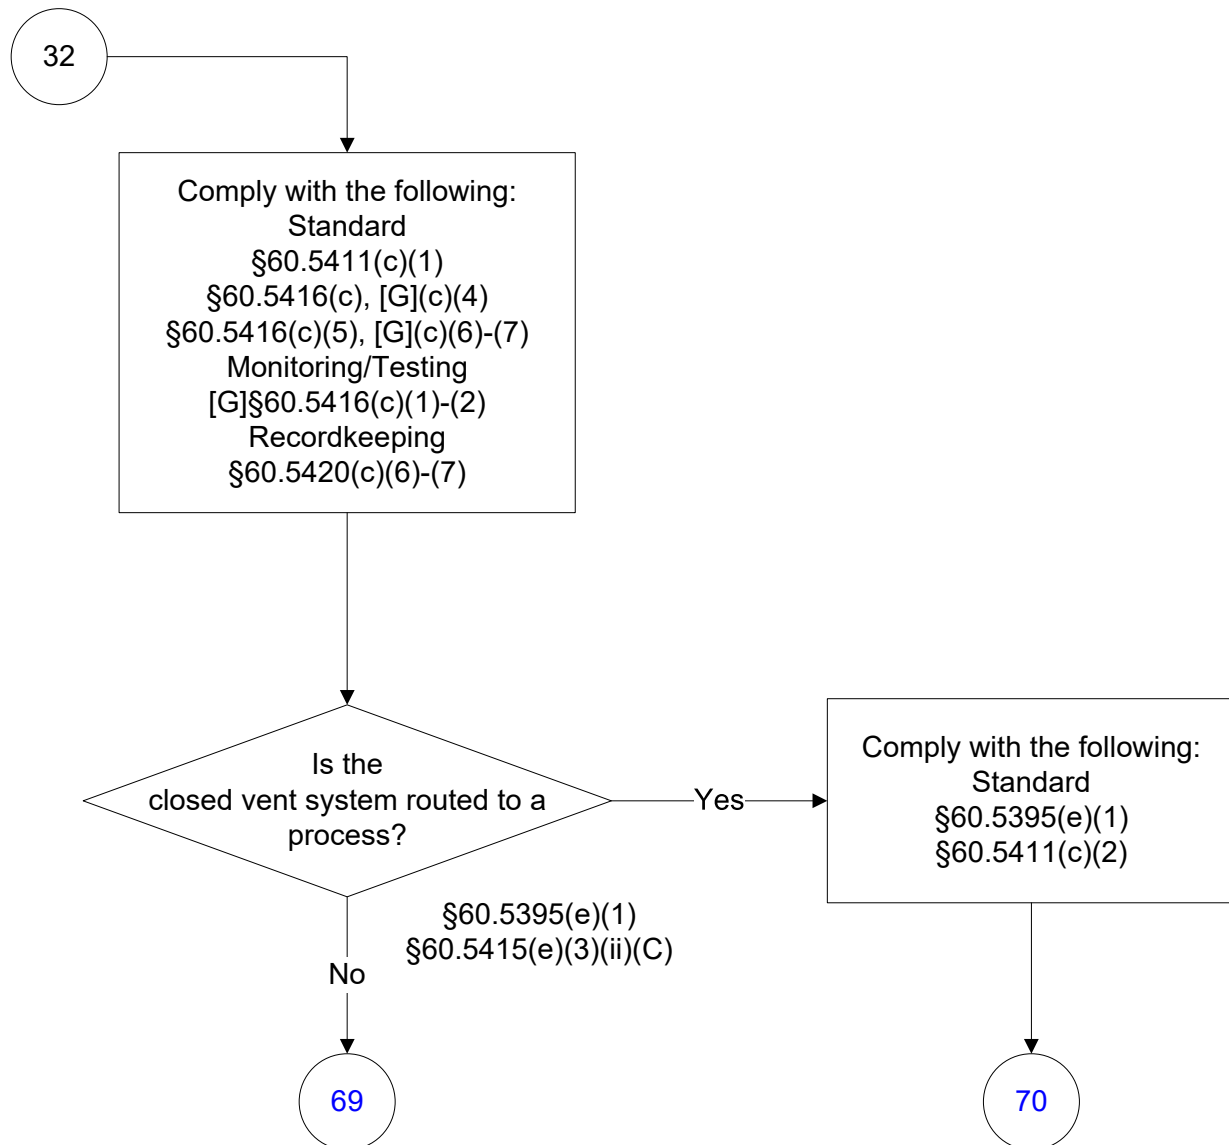 32
Comply with the following:
Standard
§60.5411(c)(1)
§60.5416(c), [G](c)(4)
§60.5416(c)(5), [G](c)(6)-(7)
Monitoring/Testing
[G]§60.5416(c)(1)-(2)
Recordkeeping
§60.5420(c)(6)-(7)
Is the
closed vent system routed to a
process?
Yes
Comply with the following:
Standard
§60.5395(e)(1)
§60.5411(c)(2)
§60.5395(e)(1)
§60.5415(e)(3)(ii)(C)
No
69
70